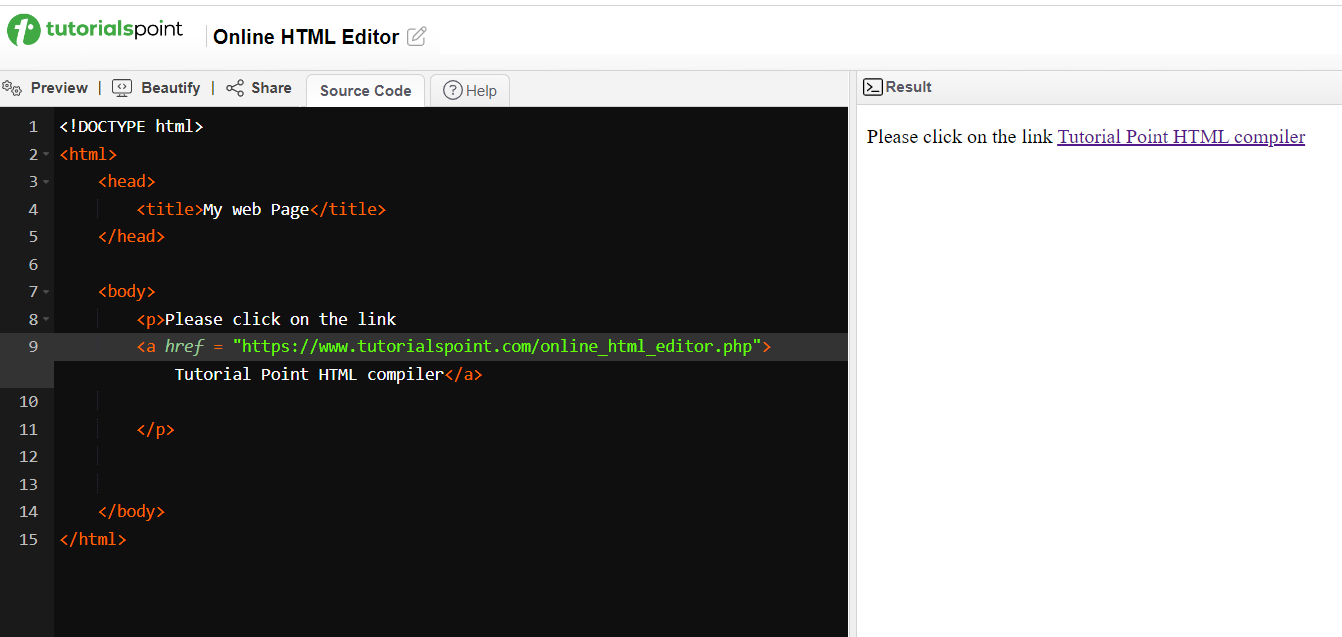 tutorialspoint
Online HTML Editor
Preview | Beautify | Share Source Code ? Help
1 <!DOCTYPE html>
2 <html>
3 <head>
4 <title>My web Page</title>
5 </head>
6
7 <body>
8 <p>Please click on the link
9 <a href = "https://www.tutorialspoint.com/online_html_editor.php">
Tutorial Point HTML compiler</a>
10
11 </p>
12
13
14 </body>
15 </html>
Result
Please click on the link Tutorial Point HTML compiler